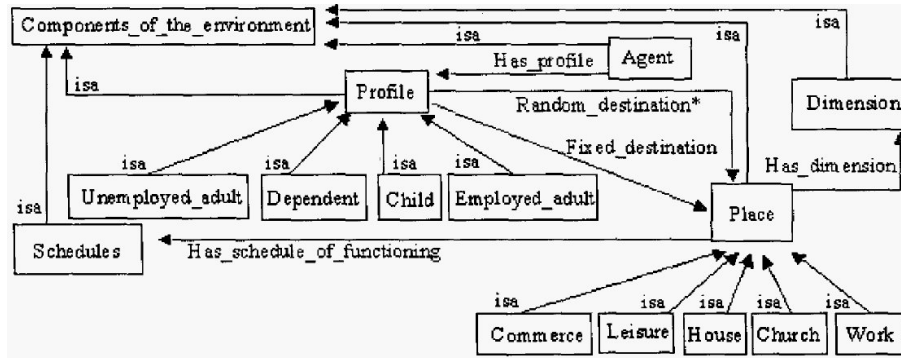 Components_of_the_environment
isa
isa
isa
Agent
Has_profile
isa
Profile
Random_destination*
Dimension
Fixed_destination
isa
isa
isa
isa
Has_dimension
Unemployed_adult
Dependent
Child
Employed_adult
Place
isa
Schedules
Has_schedule_of_functioning
isa
isa
isa
isa
isa
Commerce
Leisure
House
Church
Work